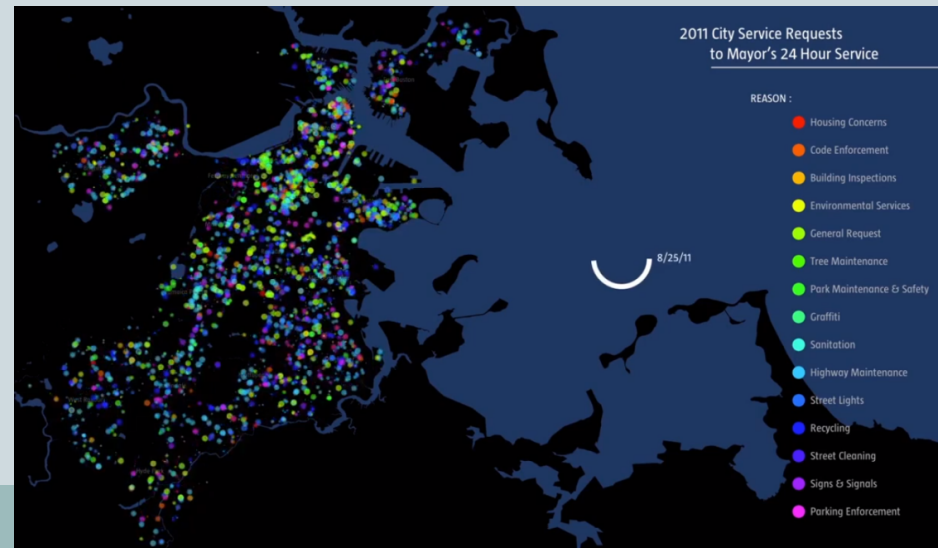 2011 City Service Requests
to Mayor's 24 Hour Service
REASON :
Housing Concerns
Code Enforcement
Building Inspections
Environmental Services
General Request
Tree Maintenance
Park Maintenance & Safety
Graffiti
Sanitation
Highway Maintenance
Street Lights
Recycling
Street Cleaning
Signs & Signals
Parking Enforcement
8/25/11